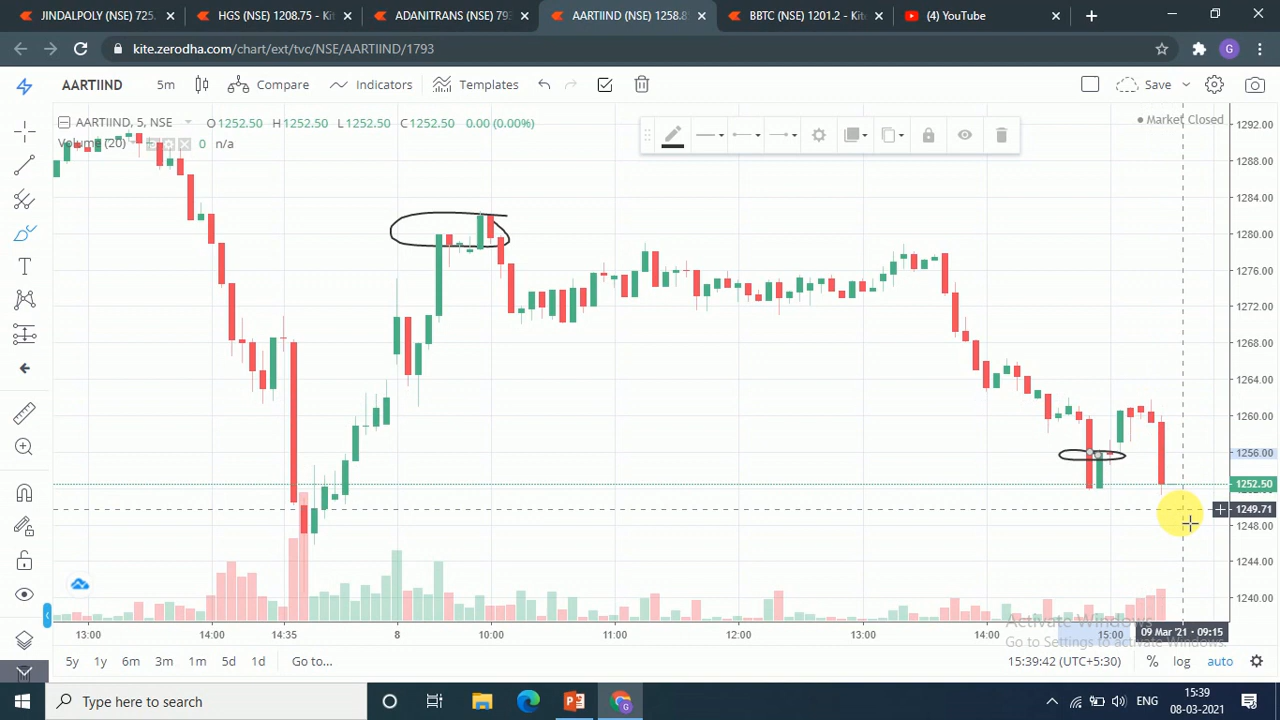 JINDALPOLY (NSE) 725.
HGS (NSE) 1208.75 - Ki
ADANITRANS (NSE) 793
AARTIIND (NSE) 1258.8
BBTC (NSE) 1201.2 - Kite
(4) YouTube
kite.zerodha.com/chart/ext/tvc/NSE/AARTIIND/1793
G
AARTIIND 5m Compare Indicators Templates Save
AARTIIND, 5, NSE O1252.50 H1252.50 L1252.50 C1252.50 0.00 (0.00%)
Volume (20) 0 n/a
Market Closed
1292.00
1288.00
1284.00
1280.00
1276.00
1272.00
1268.00
1264.00
1260.00
1256.00
1252.50
1249.71
1248.00
1244.00
1240.00
13:00 14:00 14:35 8 10:00 11:00 12:00 13:00 14:00 15:00 09 Mar '21 • 09:15
Activate Windows
Go to Settings to activate Windows.
5y 1y 6m 3m 1m 5d 1d Go to... 15:39:42 (UTC+5:30) % log auto
Type here to search
ENG
15:39
08-03-2021